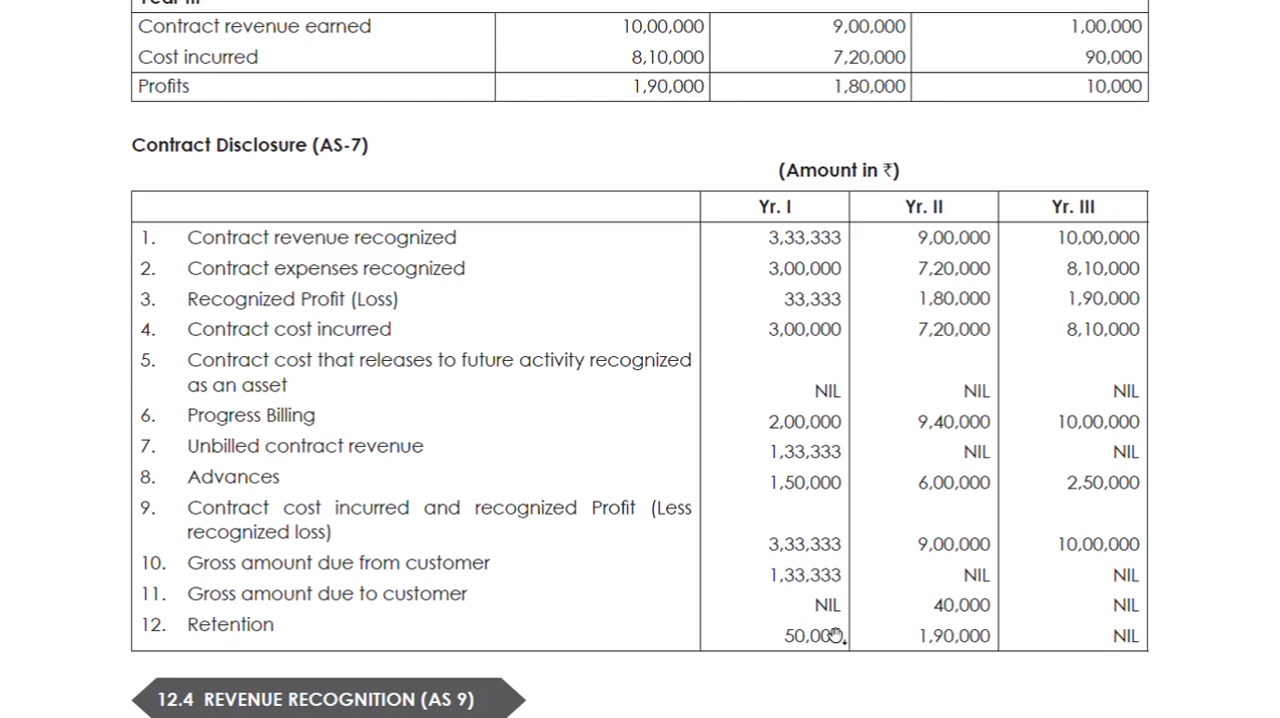 Year III
Contract revenue earned 10,00,000 9,00,000 1,00,000
Cost incurred 8,10,000 7,20,000 90,000
Profits 1,90,000 1,80,000 10,000
Contract Disclosure (AS-7)
(Amount in ₹)
Yr. I Yr. II Yr. III
1. Contract revenue recognized 3,33,333 9,00,000 10,00,000
2. Contract expenses recognized 3,00,000 7,20,000 8,10,000
3. Recognized Profit (Loss) 33,333 1,80,000 1,90,000
4. Contract cost incurred 3,00,000 7,20,000 8,10,000
5. Contract cost that releases to future activity recognized
as an asset NIL NIL NIL
6. Progress Billing 2,00,000 9,40,000 10,00,000
7. Unbilled contract revenue 1,33,333 NIL NIL
8. Advances 1,50,000 6,00,000 2,50,000
9. Contract cost incurred and recognized Profit (Less
recognized loss) 3,33,333 9,00,000 10,00,000
10. Gross amount due from customer 1,33,333 NIL NIL
11. Gross amount due to customer NIL 40,000 NIL
12. Retention 50,000 1,90,000 NIL
12.4 REVENUE RECOGNITION (AS 9)